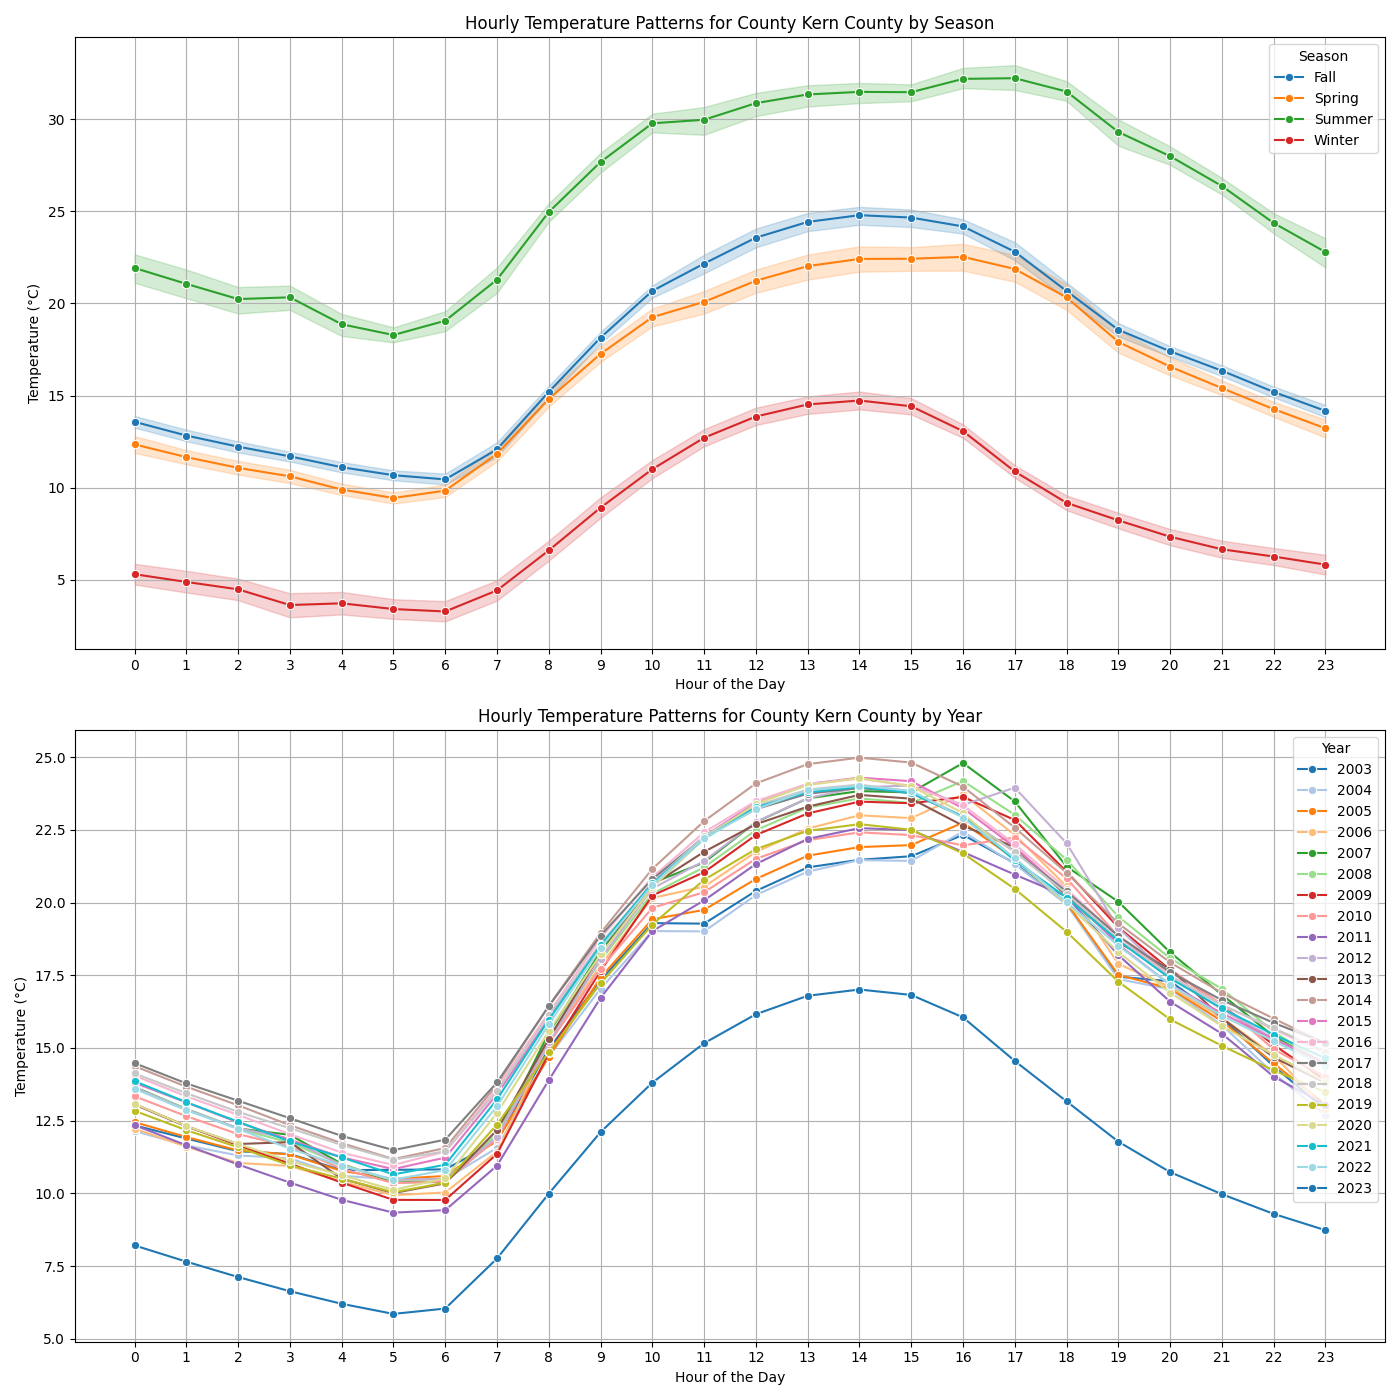 Hourly Temperature Patterns for County Kern County by Season
Season
Fall
Spring
Summer
Winter
Temperature (°C)
30
25
20
15
10
5
0 1 2 3 4 5 6 7 8 9 10 11 12 13 14 15 16 17 18 19 20 21 22 23
Hour of the Day
Hourly Temperature Patterns for County Kern County by Year
Year
2003
2004
2005
2006
2007
2008
2009
2010
2011
2012
2013
2014
2015
2016
2017
2018
2019
2020
2021
2022
2023
Temperature (°C)
25.0
22.5
20.0
17.5
15.0
12.5
10.0
7.5
5.0
0 1 2 3 4 5 6 7 8 9 10 11 12 13 14 15 16 17 18 19 20 21 22 23
Hour of the Day